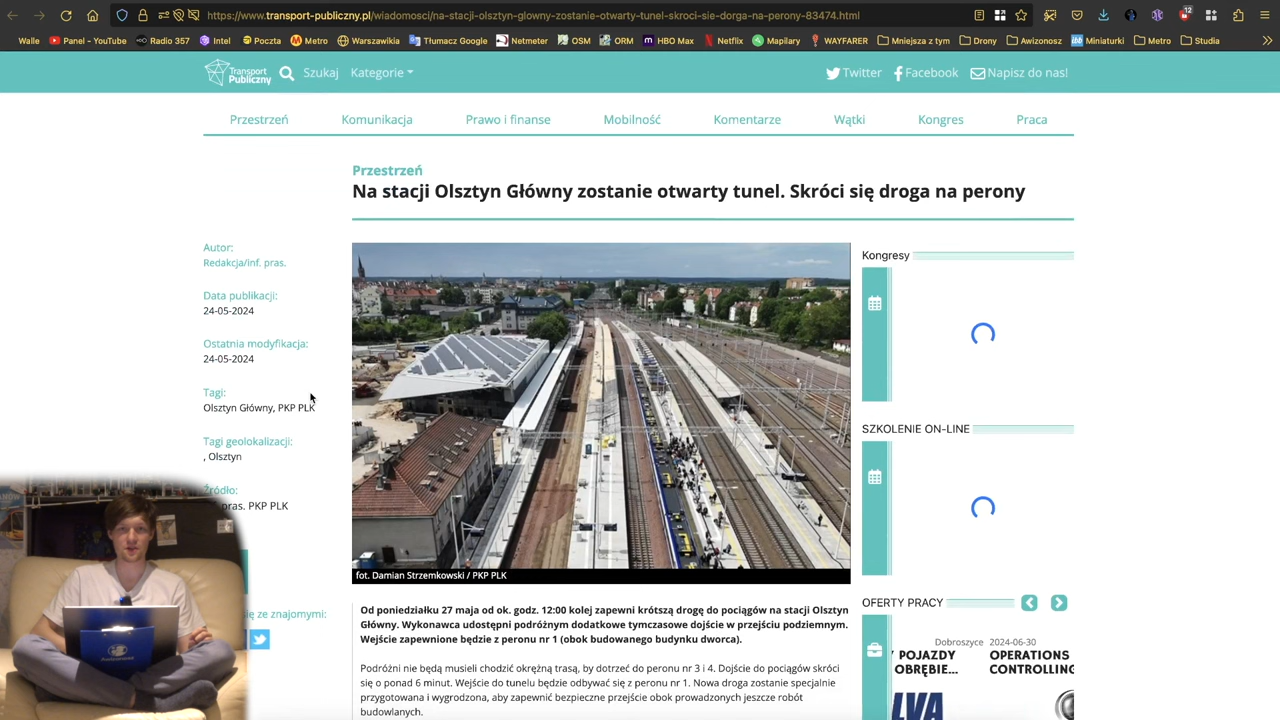 https://www.transport-publiczny.pl/wiadomosci/na-stacji-olsztyn-glowny-zostanie-otwarty-tunel-skroci-sie-dorga-na-perony-83474.html
12
Walle Panel - YouTube Radio 357 Intel Poczta Metro Warszawikia Tłumacz Google Netmeter OSM ORM HBO Max Netflix Mapilary WAYFARER Mniejsza z tym Drony Awizonosz Miniaturki Metro Studia
Transport Publiczny Szukaj Kategorie Twitter Facebook Napisz do nas!
Przestrzeń Komunikacja Prawo i finanse Mobilność Komentarze Wątki Kongres Praca
Przestrzeń
Na stacji Olsztyn Główny zostanie otwarty tunel. Skróci się droga na perony
Autor:
Redakcja/inf. pras.
Data publikacji:
24-05-2024
Ostatnia modyfikacja:
24-05-2024
Tagi:
Olsztyn Główny, PKP PLK
Tagi geolokalizacji:
, Olsztyn
Źródło:
pras. PKP PLK
się ze znajomymi:
fot. Damian Strzemkowski / PKP PLK
Od poniedziałku 27 maja od ok. godz. 12:00 kolej zapewni krótszą drogę do pociągów na stacji Olsztyn
Główny. Wykonawca udostępni podróżnym dodatkowe tymczasowe dojście w przejściu podziemnym.
Wejście zapewnione będzie z peronu nr 1 (obok budowanego budynku dworca).
Podróżni nie będą musieli chodzić okrężną trasą, by dotrzeć do peronu nr 3 i 4. Dojście do pociągów skróci
się o ponad 6 minut. Wejście do tunelu będzie odbywać się z peronu nr 1. Nowa droga zostanie specjalnie
przygotowana i wygrodzona, aby zapewnić bezpieczne przejście obok prowadzonych jeszcze robót
budowlanych.
Kongresy
SZKOLENIE ON-LINE
OFERTY PRACY
Dobroszyce 2024-06-30
POJAZDY OPERATIONS
OBRĘBIE... CONTROLLING
LVA